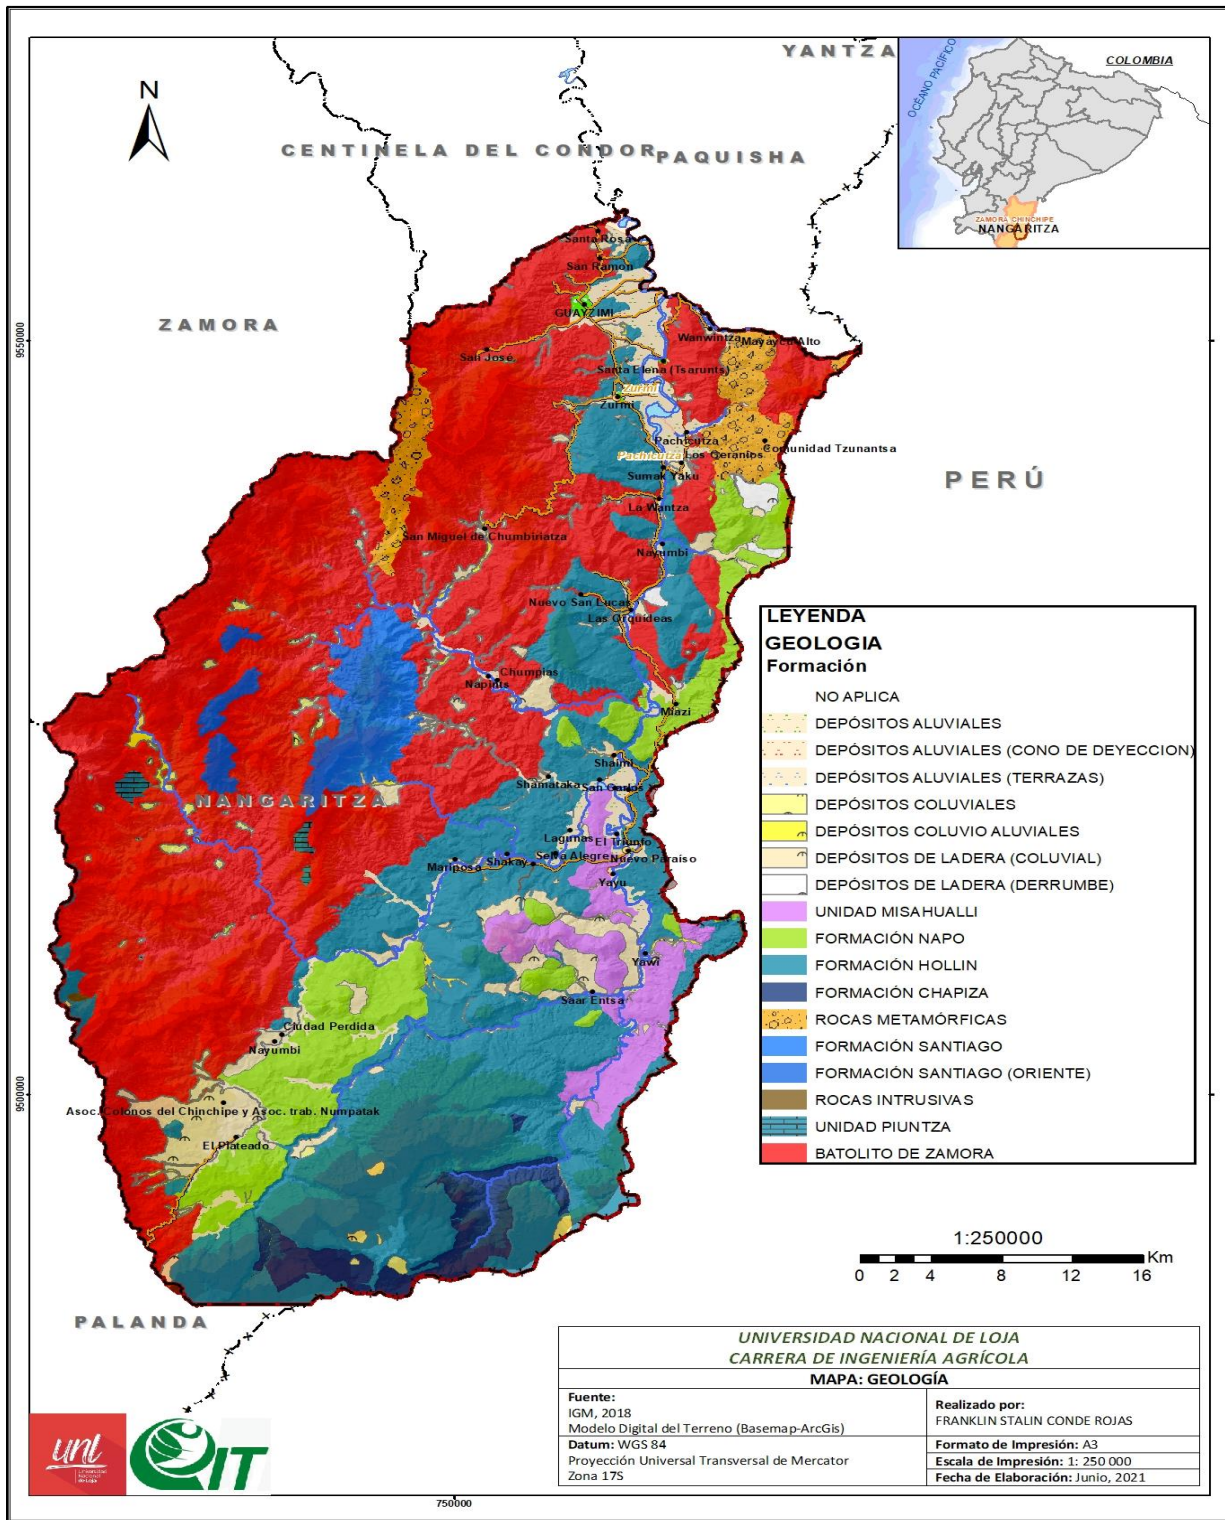 YANTZA
COLOMBIA
OCÉANO PACÍFICO
ZAMORA CHINCHIPE
NANGARITZA
N
CENTINELA DEL CONDOR
PAQUISHA
ZAMORA
PERÚ
PALANDA
NANGARITZA
9550000
9500000
750000
Santa Rosa
San Ramon
GUAYZIMI
San José
Wanwintza
Mayaycu Alto
Santa Elena (Tsarunts)
Zurmi
Zurmi
Pachicutza
Pachicutza
Los Geranios
Comunidad Tzunantsa
Sumak Yaku
La Wantza
San Miguel de Chumbiriatza
Nayumbi
Nuevo San Lucas
Las Orquideas
Chumpias
Napints
Miazi
Shaimi
Shamataka
San Carlos
Lagunas
El Triunfo
Selva Alegre
Nuevo Paraiso
Shakay
Mariposa
Yayu
Yawi
Saar Entsa
Ciudad Perdida
Nayumbi
Asoc. Colonos del Chinchipe y Asoc. trab. Numpatak
El Plateado
LEYENDA
GEOLOGIA
Formación
NO APLICA
DEPÓSITOS ALUVIALES
DEPÓSITOS ALUVIALES (CONO DE DEYECCION)
DEPÓSITOS ALUVIALES (TERRAZAS)
DEPÓSITOS COLUVIALES
DEPÓSITOS COLUVIO ALUVIALES
DEPÓSITOS DE LADERA (COLUVIAL)
DEPÓSITOS DE LADERA (DERRUMBE)
UNIDAD MISAHUALLI
FORMACIÓN NAPO
FORMACIÓN HOLLIN
FORMACIÓN CHAPIZA
ROCAS METAMÓRFICAS
FORMACIÓN SANTIAGO
FORMACIÓN SANTIAGO (ORIENTE)
ROCAS INTRUSIVAS
UNIDAD PIUNTZA
BATOLITO DE ZAMORA
1:250000
0 2 4 8 12 16 Km
UNIVERSIDAD NACIONAL DE LOJA
CARRERA DE INGENIERÍA AGRÍCOLA
MAPA: GEOLOGÍA
Fuente:
IGM, 2018
Modelo Digital del Terreno (Basemap-ArcGis)
Realizado por:
FRANKLIN STALIN CONDE ROJAS
Datum: WGS 84
Proyección Universal Transversal de Mercator
Zona 17S
Formato de Impresión: A3
Escala de Impresión: 1: 250 000
Fecha de Elaboración: Junio, 2021
unl
Universidad
Nacional
de Loja
CIT